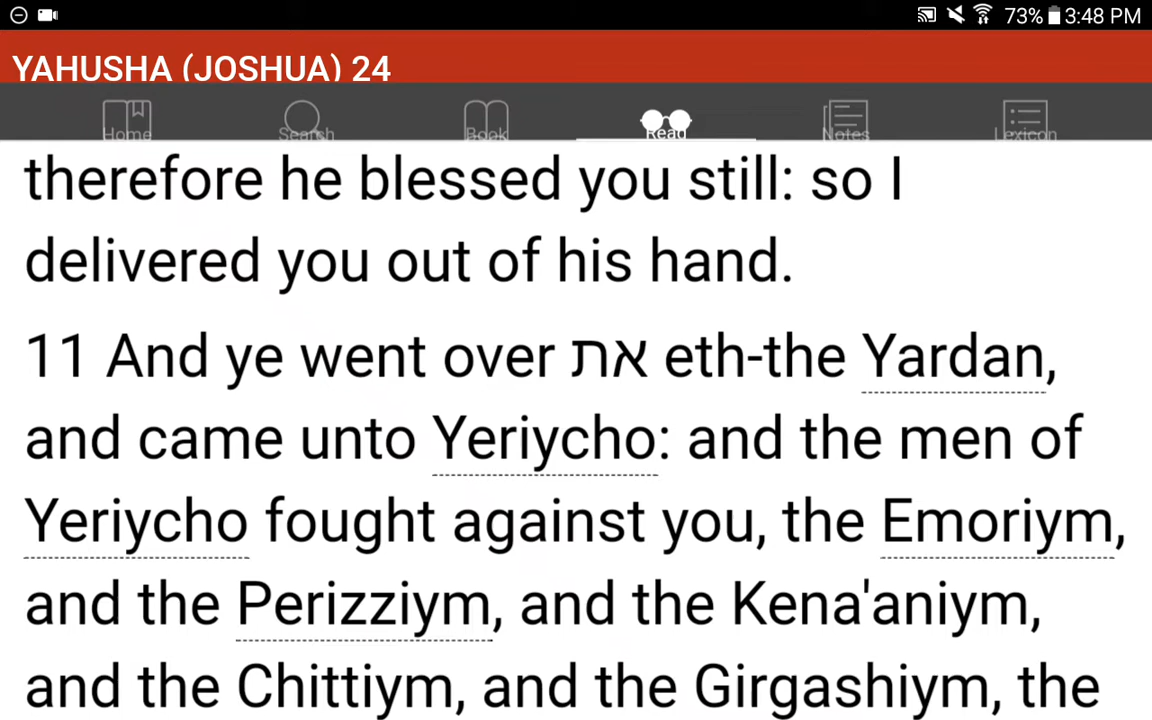 73% 3:48 PM
YAHUSHA (JOSHUA) 24
Home Search Book Read Notes Lexicon
therefore he blessed you still: so I
delivered you out of his hand.
11 And ye went over את eth-the Yardan,
and came unto Yeriycho: and the men of
Yeriycho fought against you, the Emoriym,
and the Perizziym, and the Kena'aniym,
and the Chittiym, and the Girgashiym, the